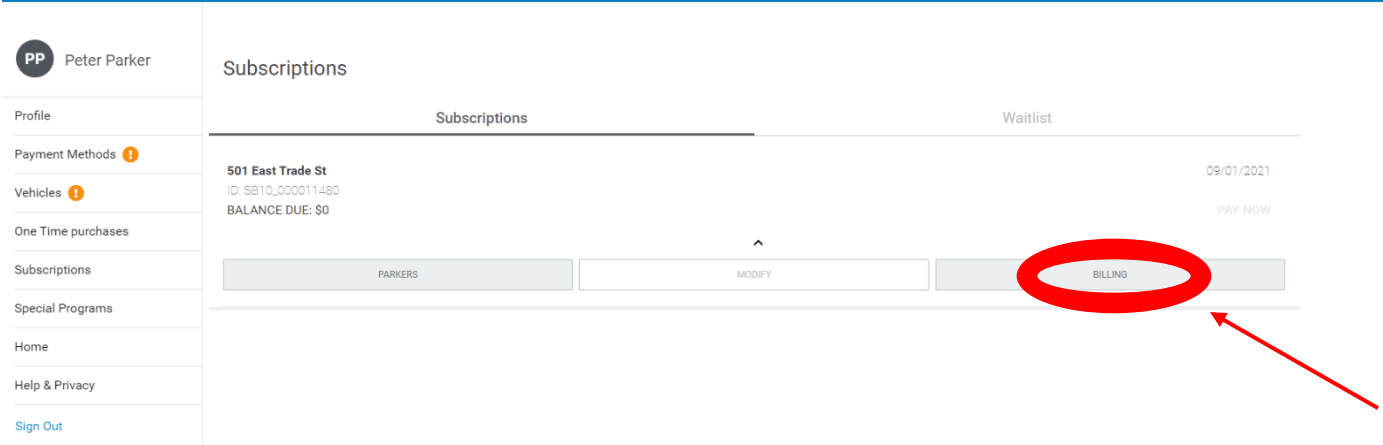 PP Peter Parker
Profile
Payment Methods !
Vehicles !
One Time purchases
Subscriptions
Special Programs
Home
Help & Privacy
Sign Out
Subscriptions
Subscriptions Waitlist
501 East Trade St 09/01/2021
ID: SB10_000011480
BALANCE DUE: $0 PAY NOW
PARKERS MODIFY BILLING